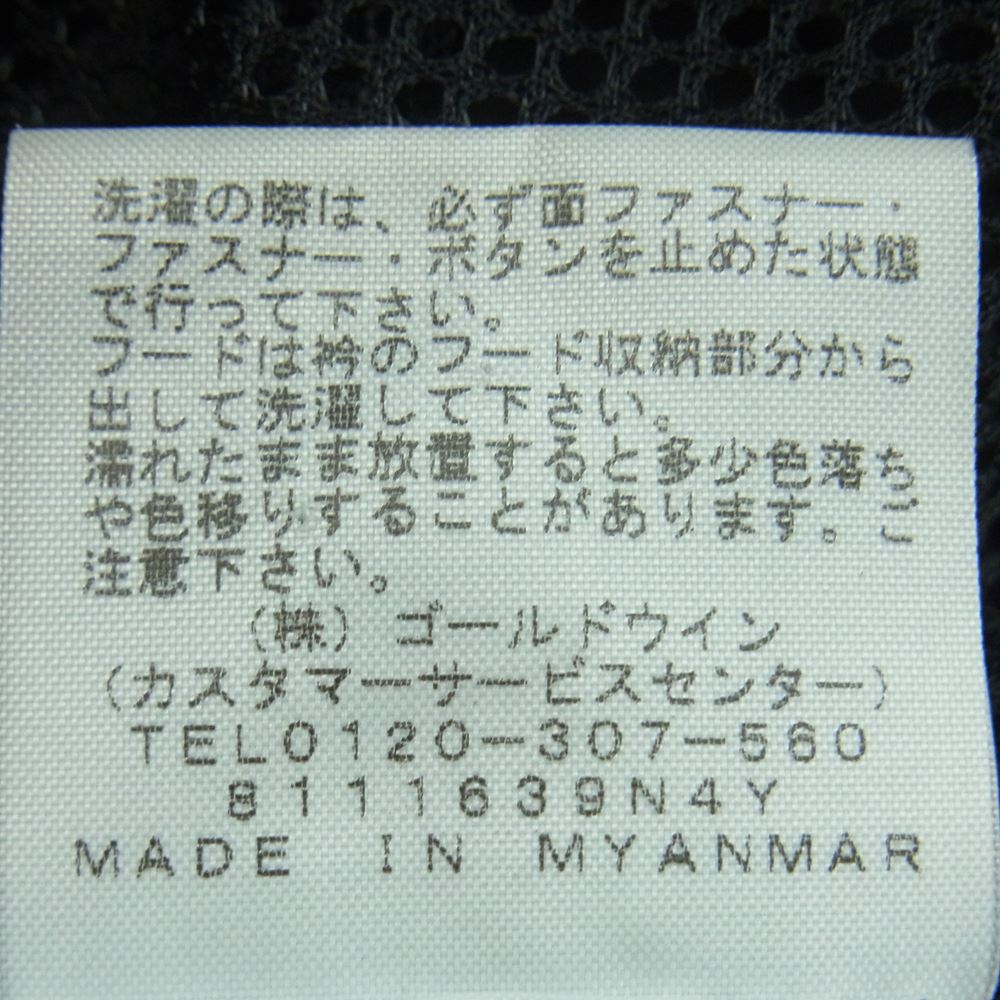 洗濯の際は、必ず面ファスナー・
ファスナー・ボタンを止めた状態
で行って下さい。
フードは衿のフード収納部分から
出して洗濯して下さい。
濡れたまま放置すると多少色落ち
や色移りすることがあります。ご
注意下さい。
(株)ゴールドウイン
(カスタマーサービスセンター)
TEL0120-307-560
8111639N4Y
MADE IN MYANMAR